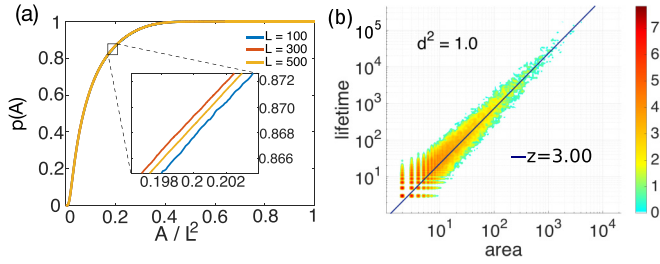 (a)
p(A)
1
0.8
0.6
0.4
0.2
0
L = 100
L = 300
L = 500
0.872
0.870
0.868
0.866
0.198 0.2 0.202
0 0.2 0.4 0.6 0.8 1
A / L²
(b)
lifetime
10⁵
10⁴
10³
10²
10¹
d² = 1.0
z=3.00
10¹ 10² 10³ 10⁴
area
7
6
5
4
3
2
1
0